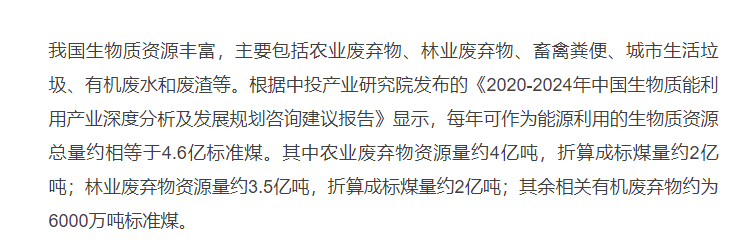 我国生物质资源丰富，主要包括农业废弃物、林业废弃物、畜禽粪便、城市生活垃
圾、有机废水和废渣等。根据中投产业研究院发布的《2020-2024年中国生物质能利
用产业深度分析及发展规划咨询建议报告》显示，每年可作为能源利用的生物质资源
总量约相等于4.6亿标准煤。其中农业废弃物资源量约4亿吨，折算成标煤量约2亿
吨；林业废弃物资源量约3.5亿吨，折算成标煤量约2亿吨；其余相关有机废弃物约为
6000万吨标准煤。